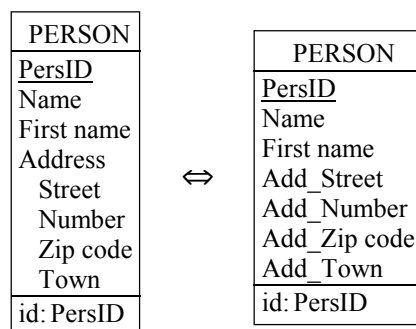 PERSON
PersID
Name
First name
Address
Street
Number
Zip code
Town
id: PersID
⇔
PERSON
PersID
Name
First name
Add_Street
Add_Number
Add_Zip code
Add_Town
id: PersID